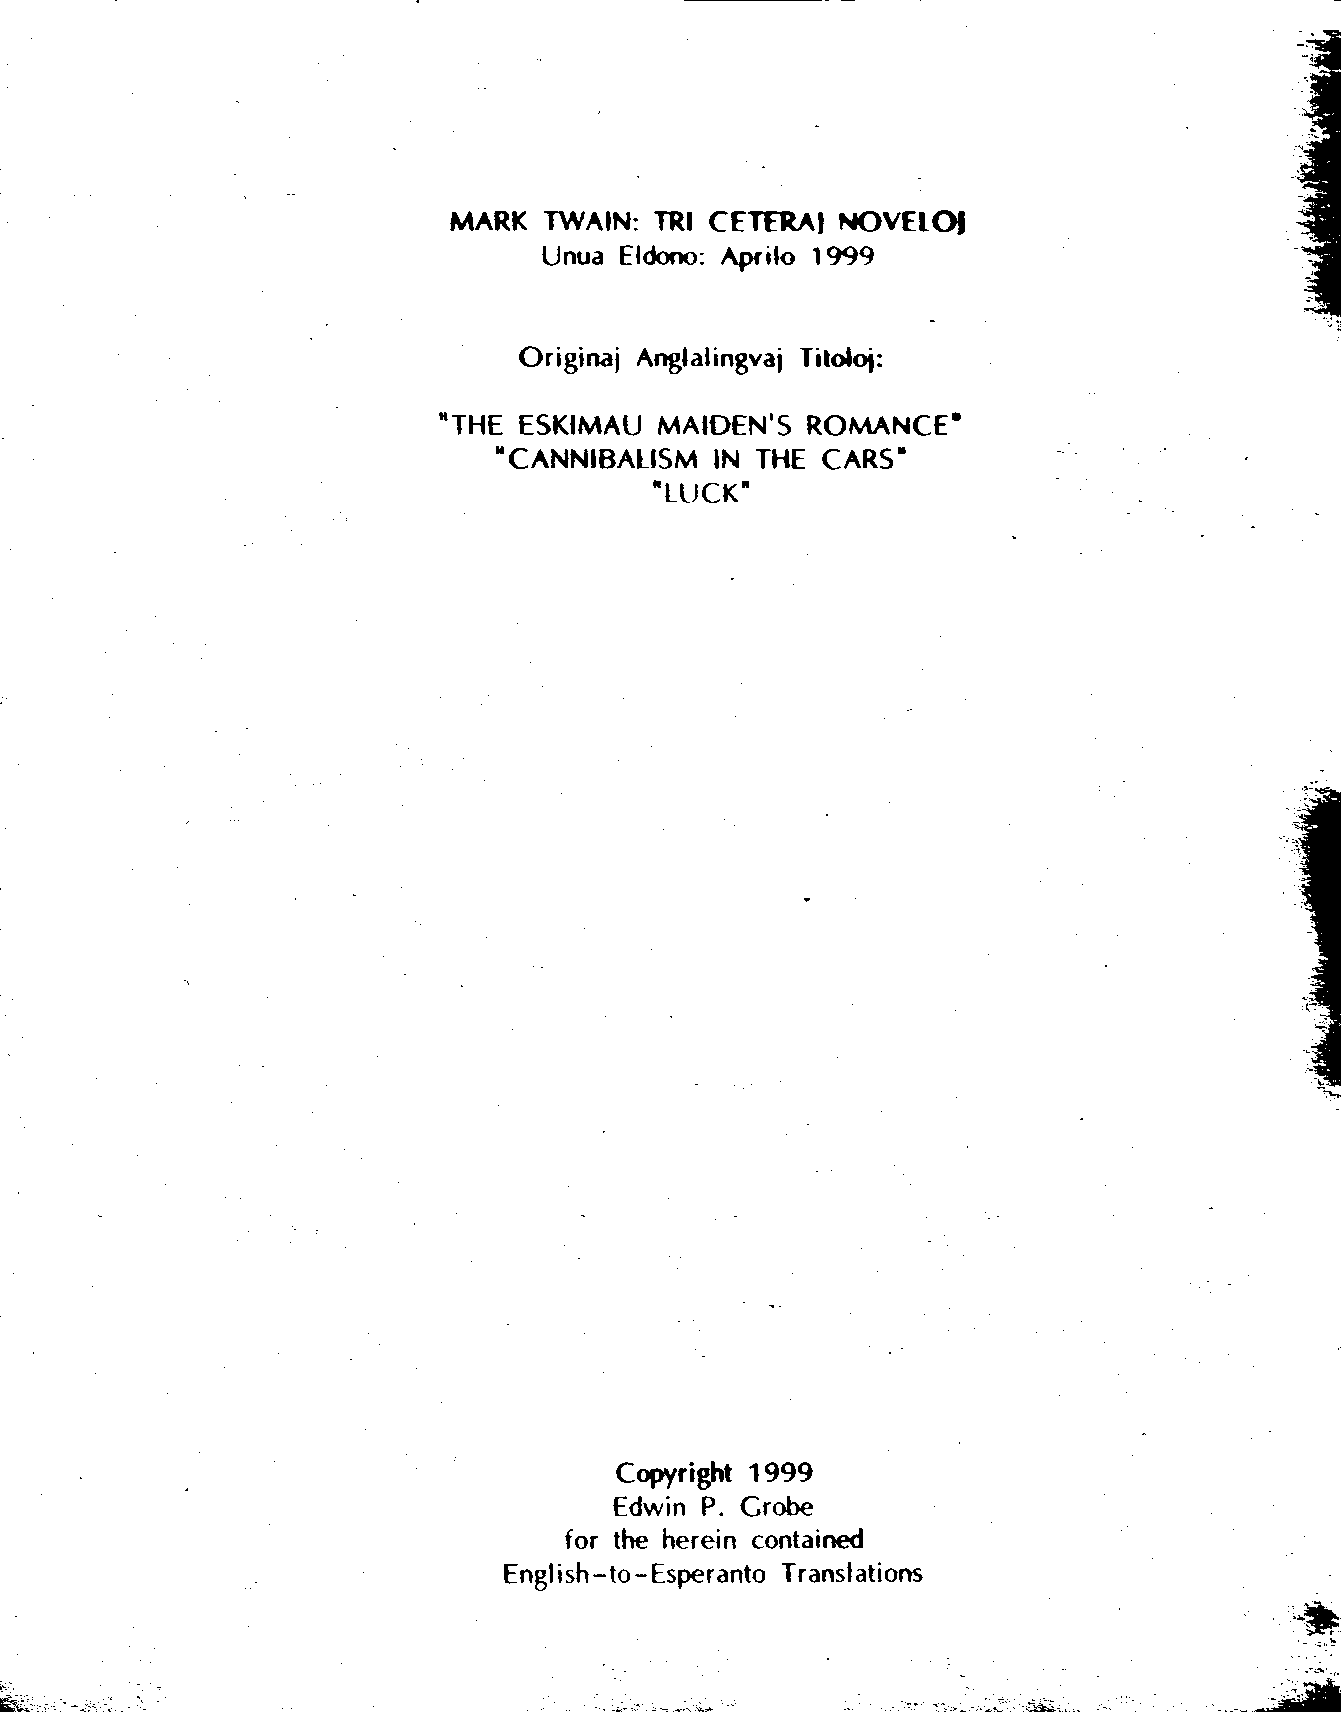 MARK TWAIN: TRI CETERAJ NOVELOJ
Unua Eldono: Aprilo 1999
Originaj Anglalingvaj Titoloj:
"THE ESKIMAU MAIDEN'S ROMANCE"
"CANNIBALISM IN THE CARS"
"LUCK"
Copyright 1999
Edwin P. Grobe
for the herein contained
English-to-Esperanto Translations